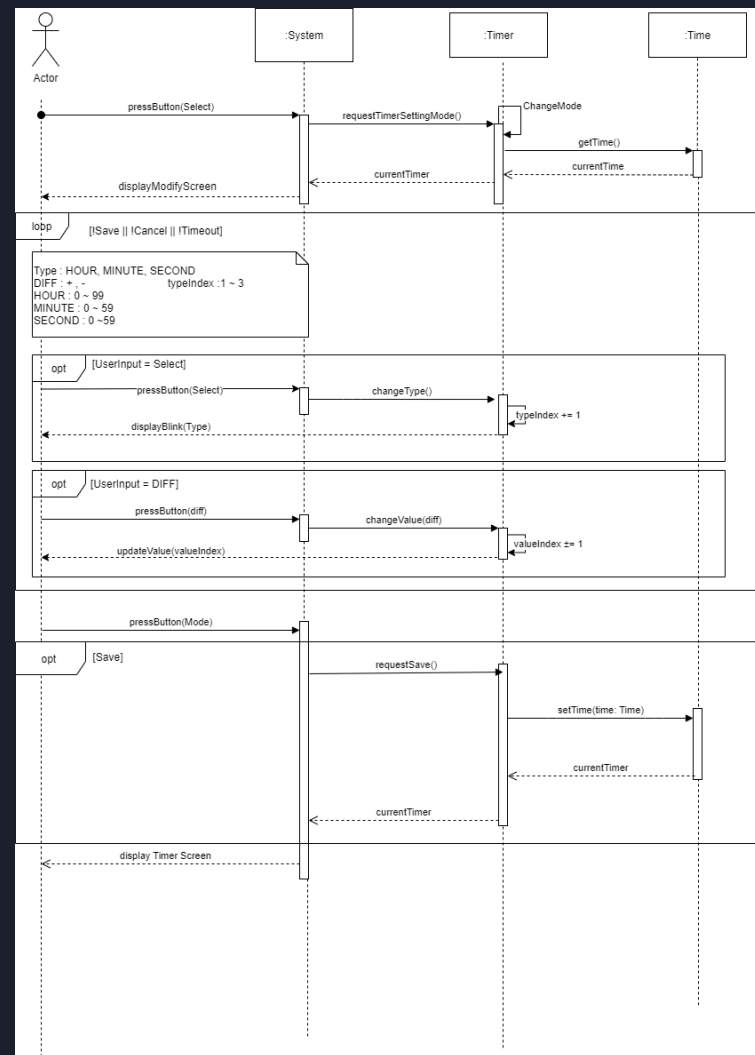 :System
:Timer
:Time
Actor
pressButton(Select)
requestTimerSettingMode()
ChangeMode
getTime()
currentTime
currentTimer
displayModifyScreen
loop
[!Save || !Cancel || !Timeout]
Type : HOUR, MINUTE, SECOND
DIFF : + , - typeIndex :1 ~ 3
HOUR : 0 ~ 99
MINUTE : 0 ~ 59
SECOND : 0 ~59
opt
[UserInput = Select]
pressButton(Select)
changeType()
typeIndex += 1
displayBlink(Type)
opt
[UserInput = DIFF]
pressButton(diff)
changeValue(diff)
valueIndex ±= 1
updateValue(valueIndex)
pressButton(Mode)
opt
[Save]
requestSave()
setTime(time: Time)
currentTimer
currentTimer
display Timer Screen